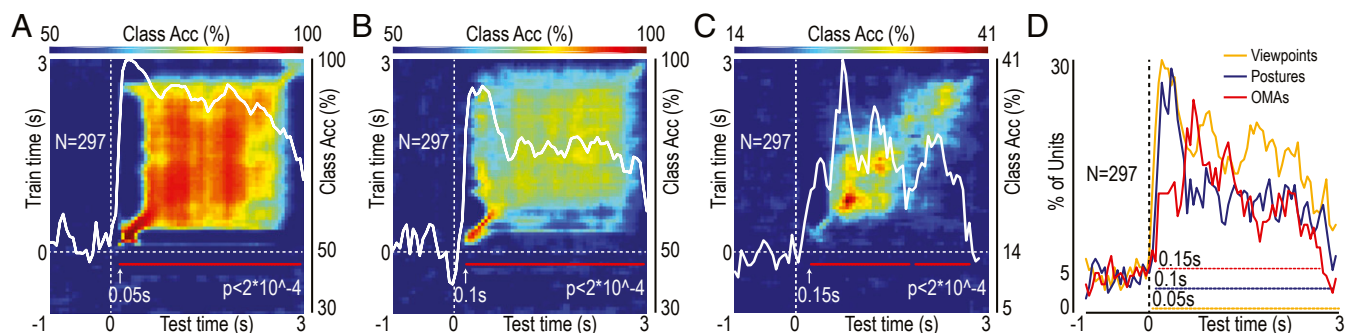 A
50 Class Acc (%) 100
3
100
N=297
Train time (s)
Class Acc (%)
0
50
0.05s
p<2*10^-4
30
-1 0 Test time (s) 3
B
50 Class Acc (%) 100
3
100
N=297
Train time (s)
Class Acc (%)
0
50
0.1s
p<2*10^-4
30
-1 0 Test time (s) 3
C
14 Class Acc (%) 41
3
41
N=297
Train time (s)
Class Acc (%)
0
14
0.15s
p<2*10^-4
5
-1 0 Test time (s) 3
D
30
Viewpoints
Postures
OMAs
N=297
% of Units
5
0.15s
0.1s
0.05s
0
-1 0 Test time (s) 3